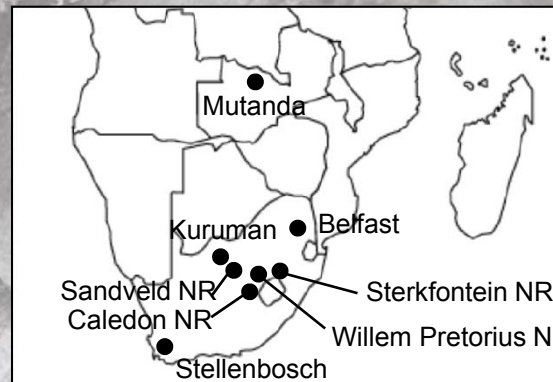 Mutanda
Kuruman
Belfast
Sandveld NR
Sterkfontein NR
Caledon NR
Willem Pretorius N
Stellenbosch